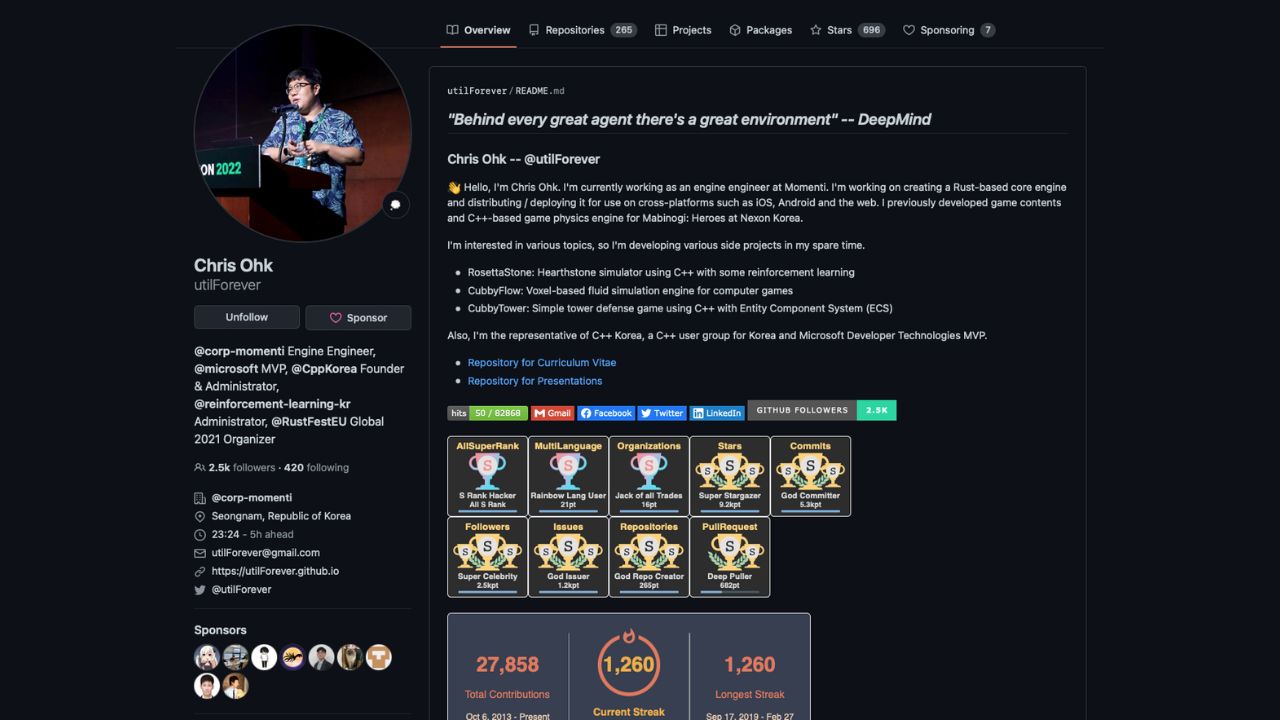 Overview
Repositories 265
Projects
Packages
Stars 696
Sponsoring 7
ON 2022
Chris Ohk
utilForever
Unfollow
Sponsor
@corp-momenti Engine Engineer,
@microsoft MVP, @CppKorea Founder
& Administrator,
@reinforcement-learning-kr
Administrator, @RustFestEU Global
2021 Organizer
2.5k followers · 420 following
@corp-momenti
Seongnam, Republic of Korea
23:24 - 5h ahead
utilForever@gmail.com
https://utilForever.github.io
@utilForever
Sponsors
utilForever/README.md
"Behind every great agent there's a great environment" -- DeepMind
Chris Ohk -- @utilForever
👋 Hello, I'm Chris Ohk. I'm currently working as an engine engineer at Momenti. I'm working on creating a Rust-based core engine
and distributing / deploying it for use on cross-platforms such as iOS, Android and the web. I previously developed game contents
and C++-based game physics engine for Mabinogi: Heroes at Nexon Korea.
I'm interested in various topics, so I'm developing various side projects in my spare time.
• RosettaStone: Hearthstone simulator using C++ with some reinforcement learning
• CubbyFlow: Voxel-based fluid simulation engine for computer games
• CubbyTower: Simple tower defense game using C++ with Entity Component System (ECS)
Also, I'm the representative of C++ Korea, a C++ user group for Korea and Microsoft Developer Technologies MVP.
• Repository for Curriculum Vitae
• Repository for Presentations
hits 50 / 82868 Gmail Facebook Twitter LinkedIn GITHUB FOLLOWERS 2.5K
AllSuperRank MultiLanguage Organizations Stars Commits
S S S S S S S S S
S Rank Hacker Rainbow Lang User Jack of all Trades Super Stargazer God Committer
All S Rank 21pt 16pt 9.2kpt 5.3kpt
Followers Issues Repositories PullRequest
S S S S S S S S S S S S
Super Celebrity God Issuer God Repo Creator Deep Puller
2.5kpt 1.2kpt 265pt 682pt
27,858 1,260 1,260
Total Contributions Longest Streak
Current Streak
Oct 6, 2013 - Present Sep 17, 2019 - Feb 27